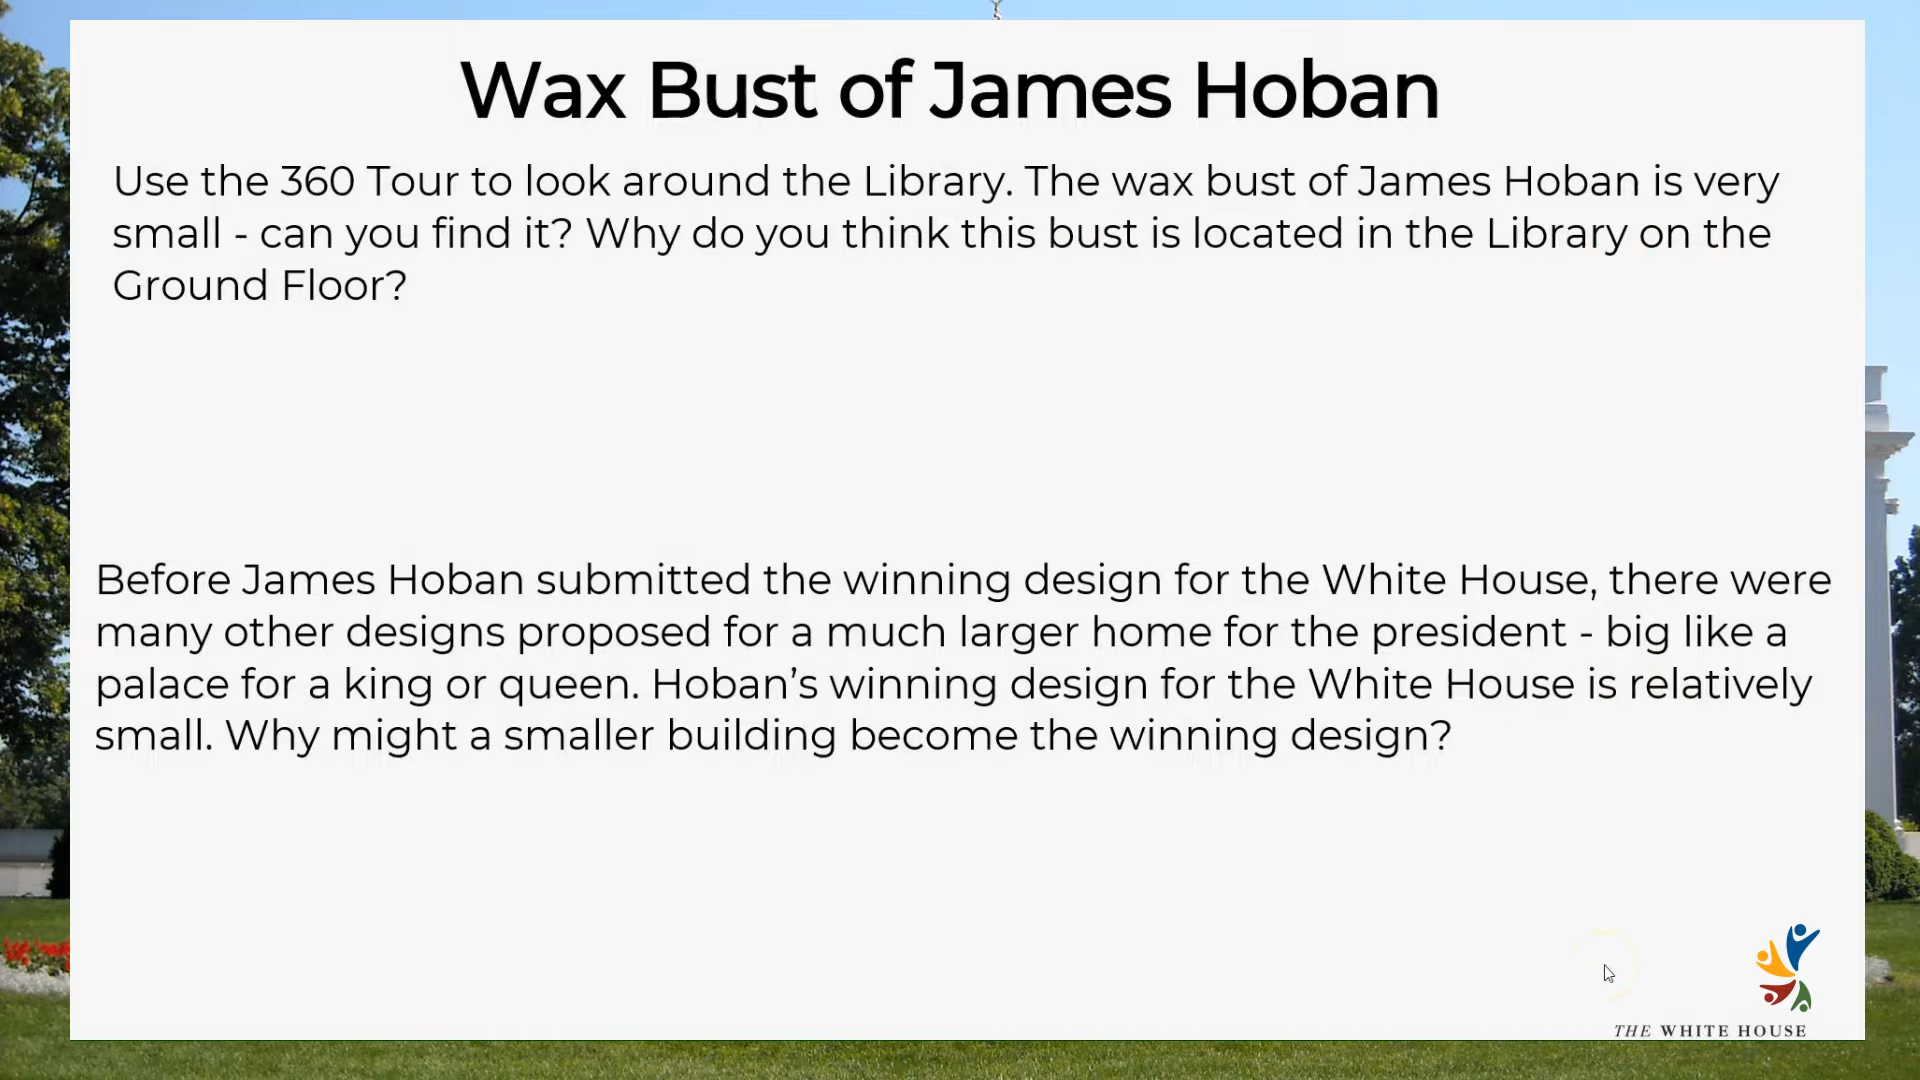 Wax Bust of James Hoban
Use the 360 Tour to look around the Library. The wax bust of James Hoban is very
small - can you find it? Why do you think this bust is located in the Library on the
Ground Floor?
Before James Hoban submitted the winning design for the White House, there were
many other designs proposed for a much larger home for the president - big like a
palace for a king or queen. Hoban’s winning design for the White House is relatively
small. Why might a smaller building become the winning design?
THE WHITE HOUSE